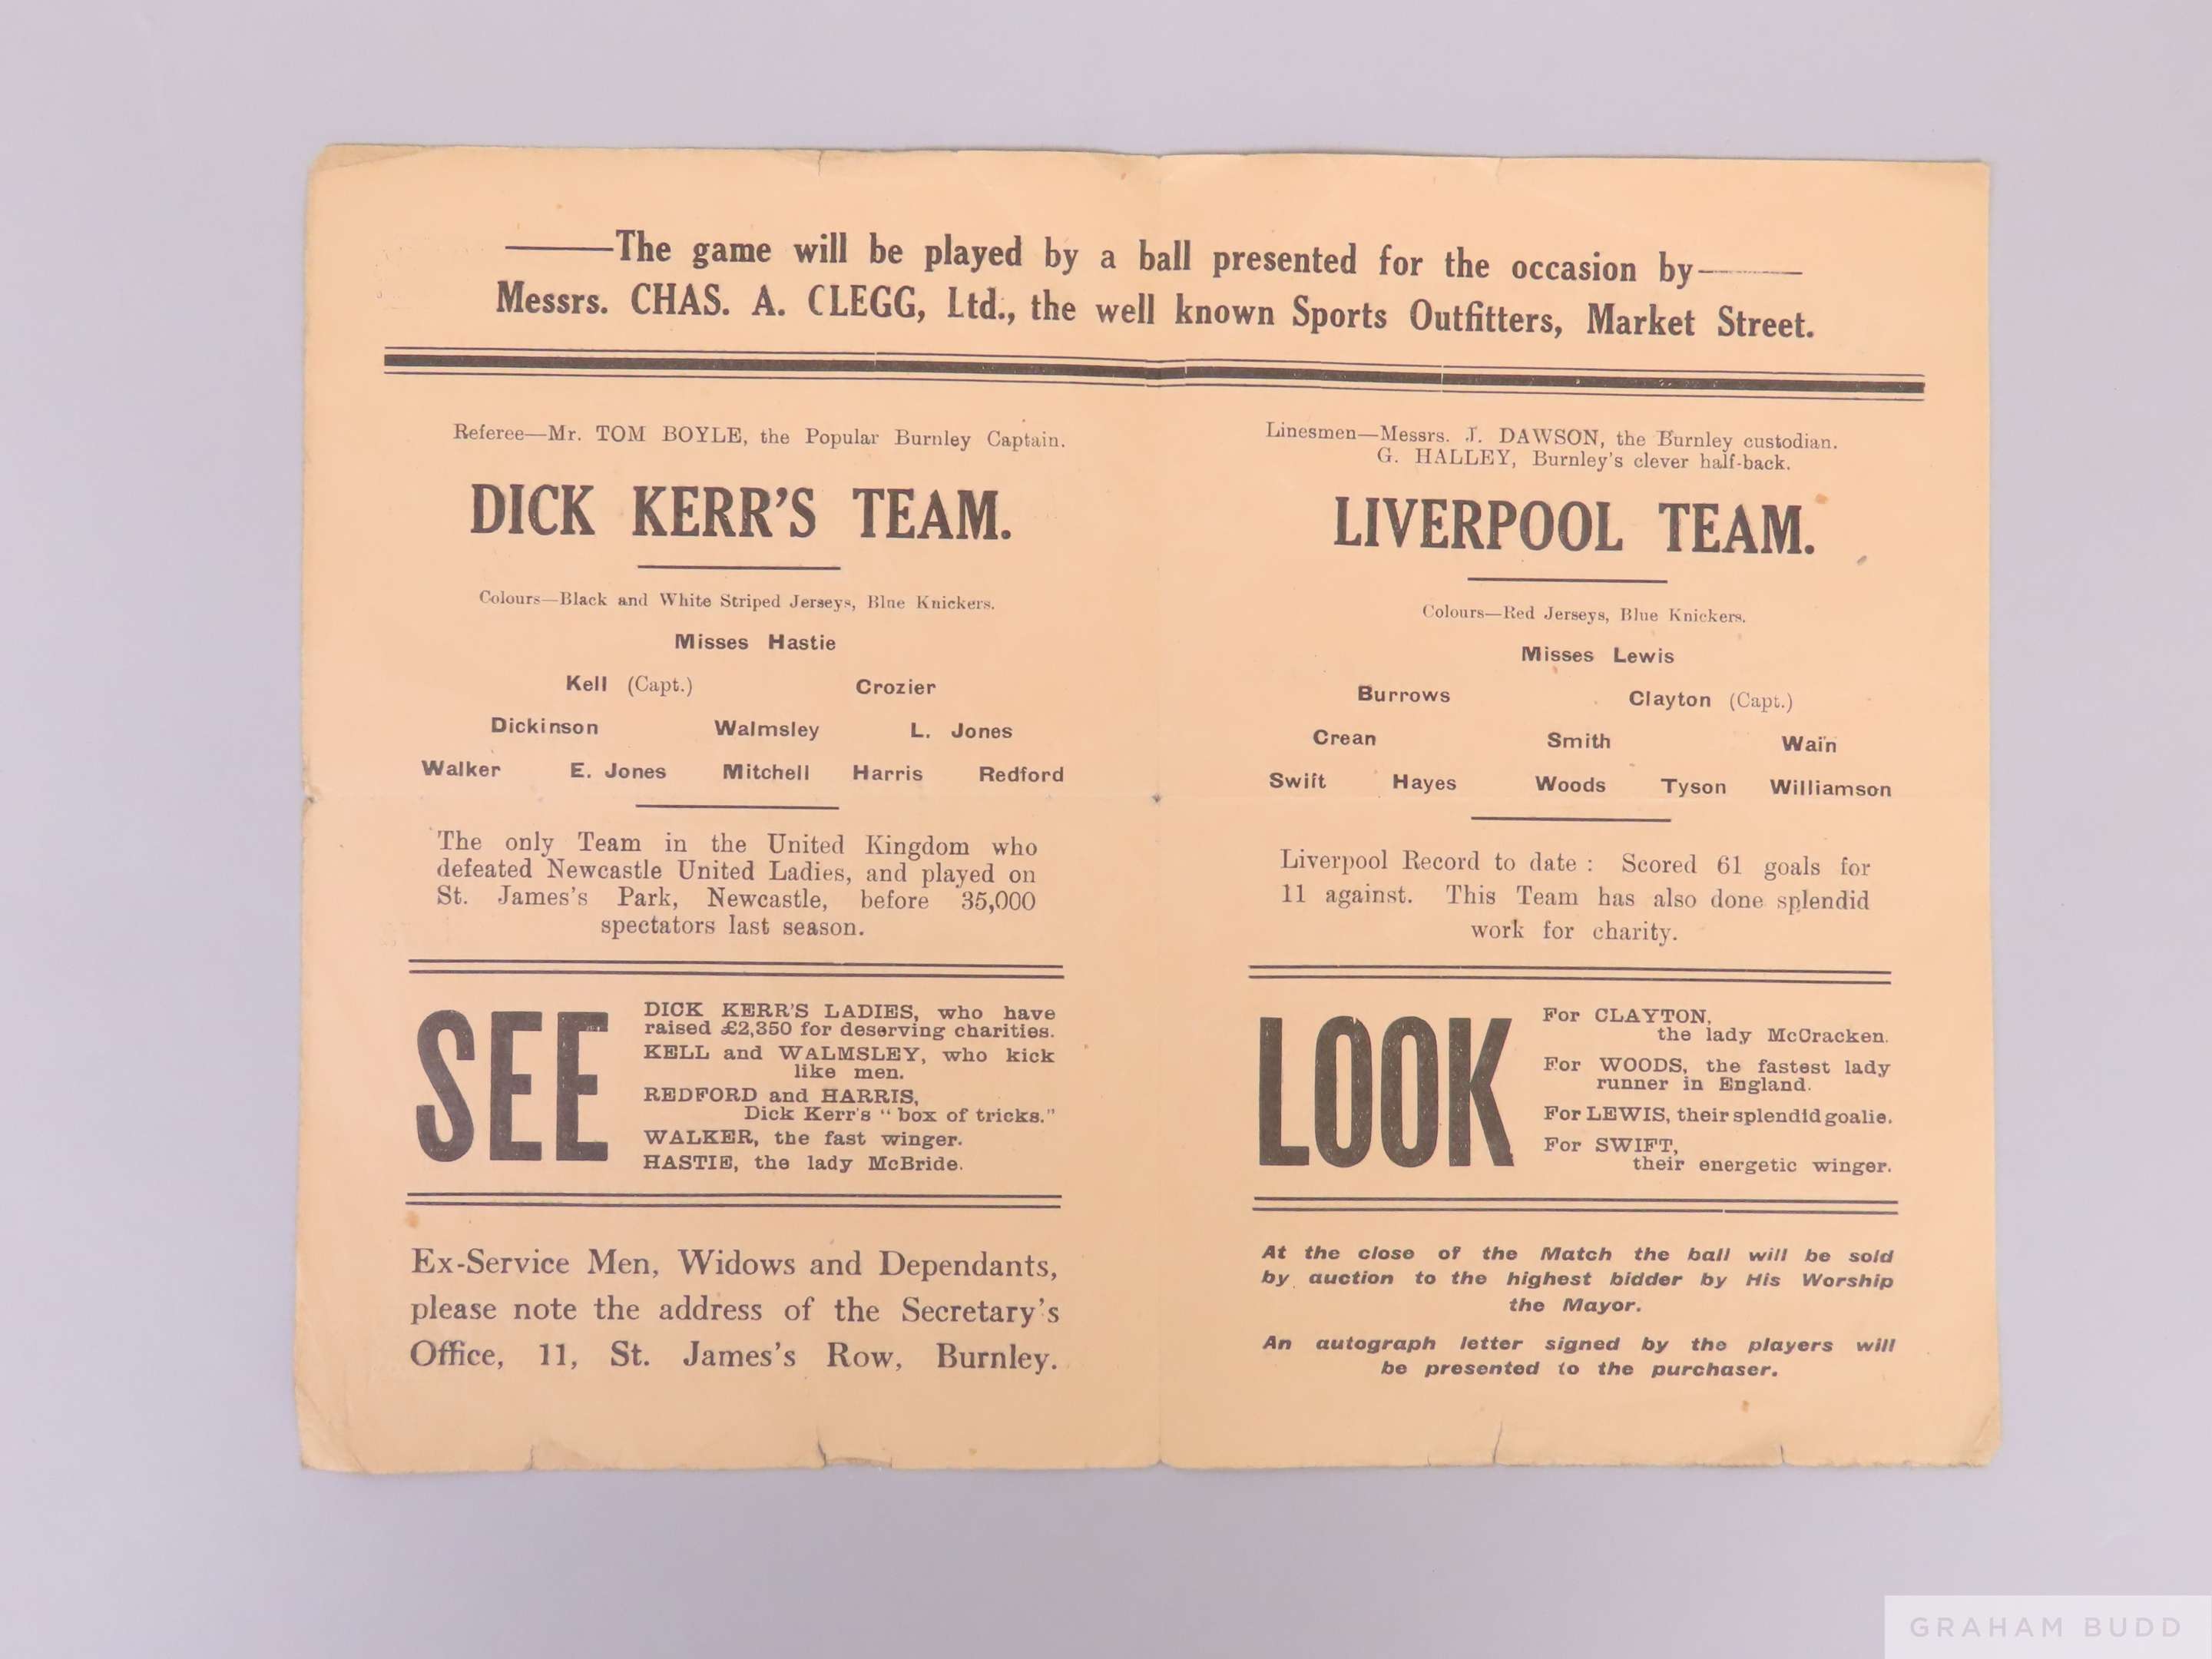 ——The game will be played by a ball presented for the occasion by——
Messrs. CHAS. A. CLEGG, Ltd., the well known Sports Outfitters, Market Street.
Referee—Mr. TOM BOYLE, the Popular Burnley Captain.
DICK KERR'S TEAM.
Colours—Black and White Striped Jerseys, Blue Knickers.
Misses Hastie
Kell (Capt.) Crozier
Dickinson Walmsley L. Jones
Walker E. Jones Mitchell Harris Redford
The only Team in the United Kingdom who
defeated Newcastle United Ladies, and played on
St. James's Park, Newcastle, before 35,000
spectators last season.
SEE
DICK KERR'S LADIES, who have
raised £2,350 for deserving charities.
KELL and WALMSLEY, who kick
like men.
REDFORD and HARRIS,
Dick Kerr's "box of tricks."
WALKER, the fast winger.
HASTIE, the lady McBride.
Ex-Service Men, Widows and Dependants,
please note the address of the Secretary's
Office, 11, St. James's Row, Burnley.
Linesmen—Messrs. J. DAWSON, the Burnley custodian.
G. HALLEY, Burnley's clever half-back.
LIVERPOOL TEAM.
Colours—Red Jerseys, Blue Knickers.
Misses Lewis
Burrows Clayton (Capt.)
Crean Smith Wain
Swift Hayes Woods Tyson Williamson
Liverpool Record to date : Scored 61 goals for
11 against. This Team has also done splendid
work for charity.
LOOK
For CLAYTON,
the lady McCracken.
For WOODS, the fastest lady
runner in England.
For LEWIS, their splendid goalie.
For SWIFT,
their energetic winger.
At the close of the Match the ball will be sold
by auction to the highest bidder by His Worship
the Mayor.
An autograph letter signed by the players will
be presented to the purchaser.
GRAHAM BUDD